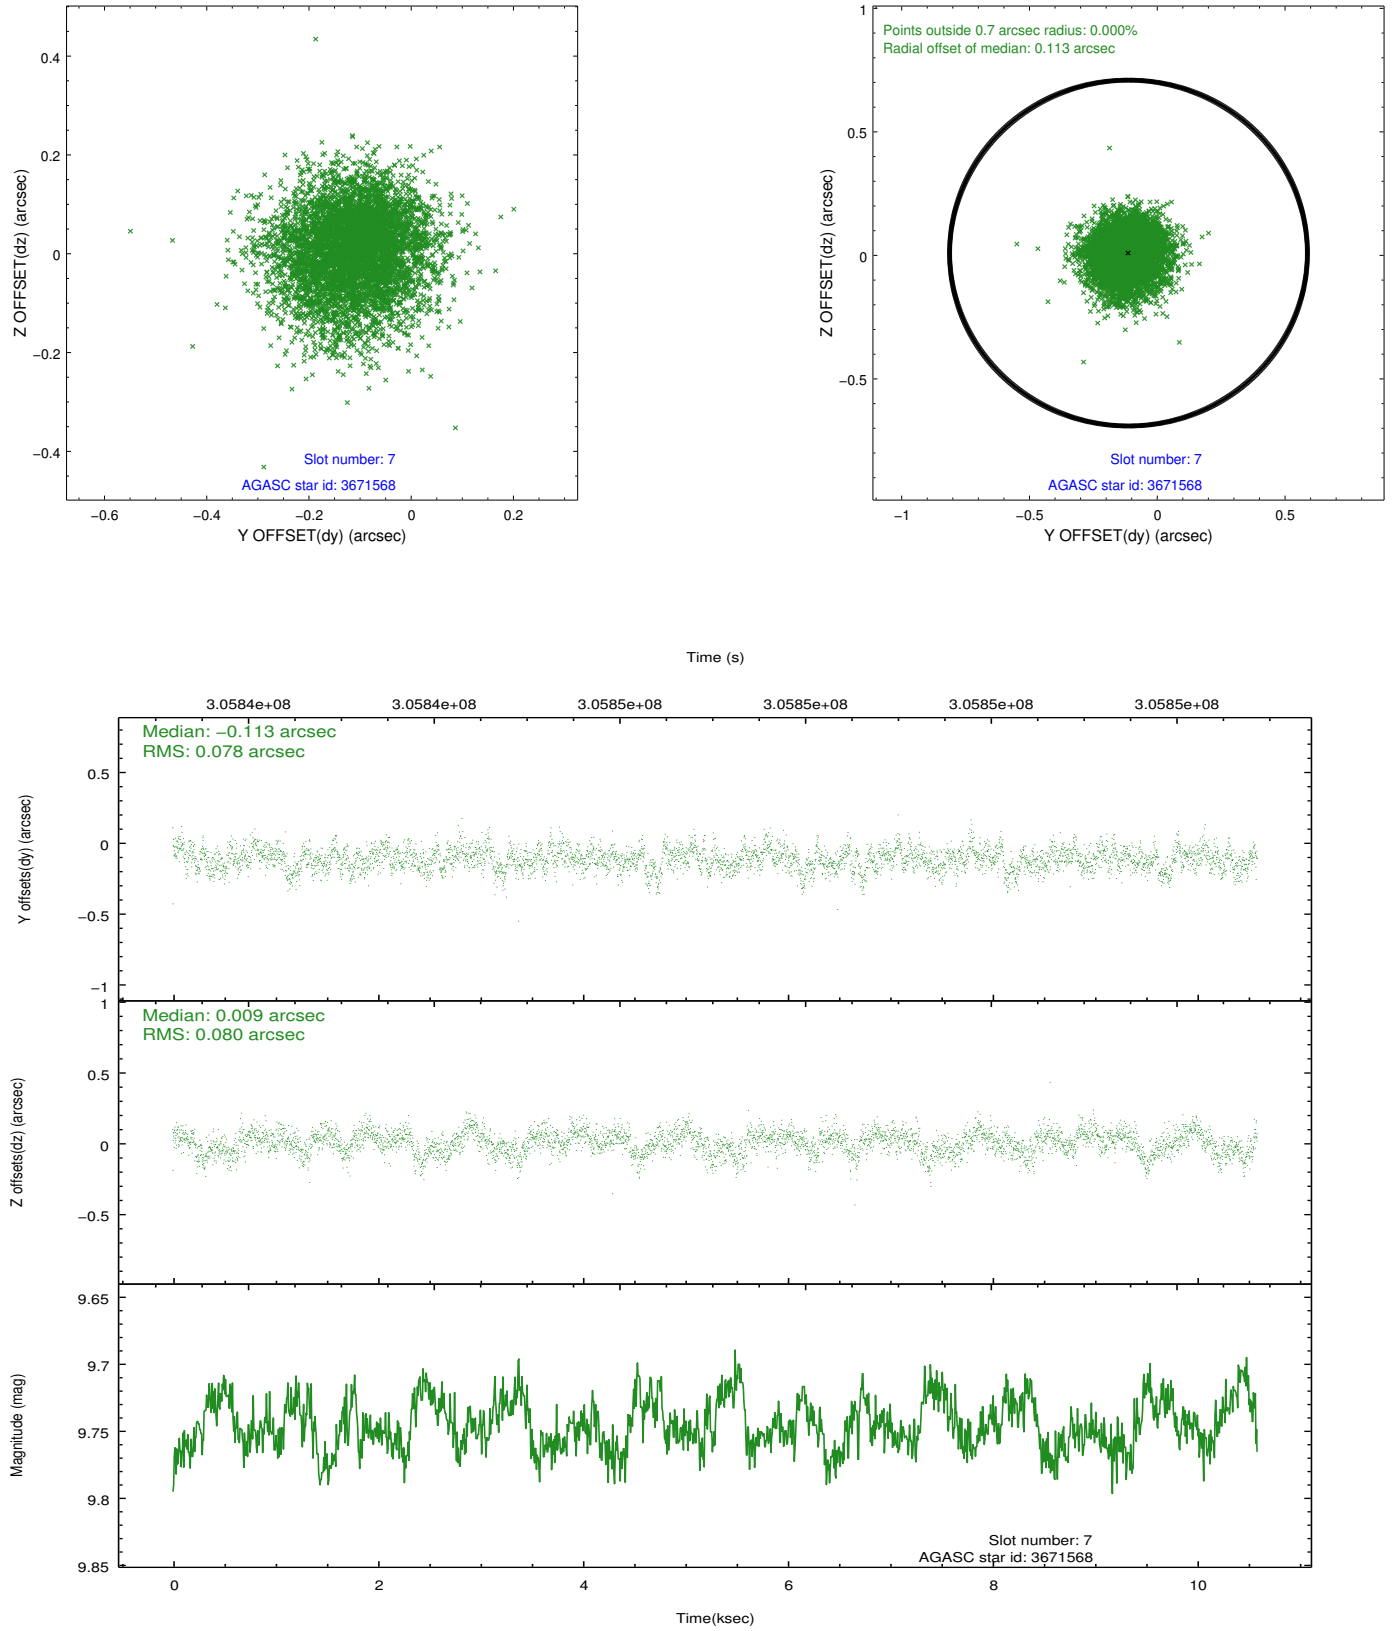 0.4
0.2
0
−0.2
−0.4
Z OFFSET(dz) (arcsec)
Slot number: 7
AGASC star id: 3671568
−0.6 −0.4 −0.2 0 0.2
Y OFFSET(dy) (arcsec)
Points outside 0.7 arcsec radius: 0.000%
Radial offset of median: 0.113 arcsec
1
0.5
0
−0.5
Z OFFSET(dz) (arcsec)
Slot number: 7
AGASC star id: 3671568
−1 −0.5 0 0.5
Y OFFSET(dy) (arcsec)
Time (s)
3.0584e+08 3.0584e+08 3.0585e+08 3.0585e+08 3.0585e+08 3.0585e+08
Median: −0.113 arcsec
RMS: 0.078 arcsec
0.5
0
−0.5
−1
Y offsets(dy) (arcsec)
Median: 0.009 arcsec
RMS: 0.080 arcsec
1
0.5
0
−0.5
Z offsets(dz) (arcsec)
9.65
9.7
9.75
9.8
9.85
Magnitude (mag)
Slot number: 7
AGASC star id: 3671568
0 2 4 6 8 10
Time(ksec)